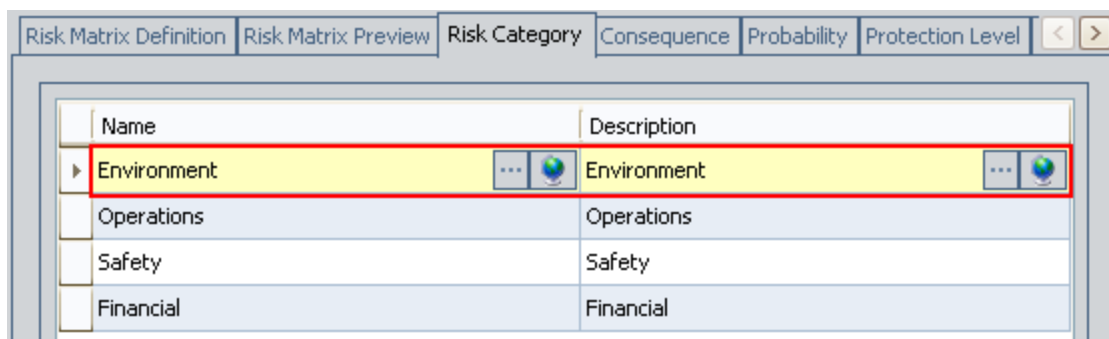 Risk Matrix Definition Risk Matrix Preview Risk Category Consequence Probability Protection Level
Name Description
Environment ... Environment ...
Operations Operations
Safety Safety
Financial Financial